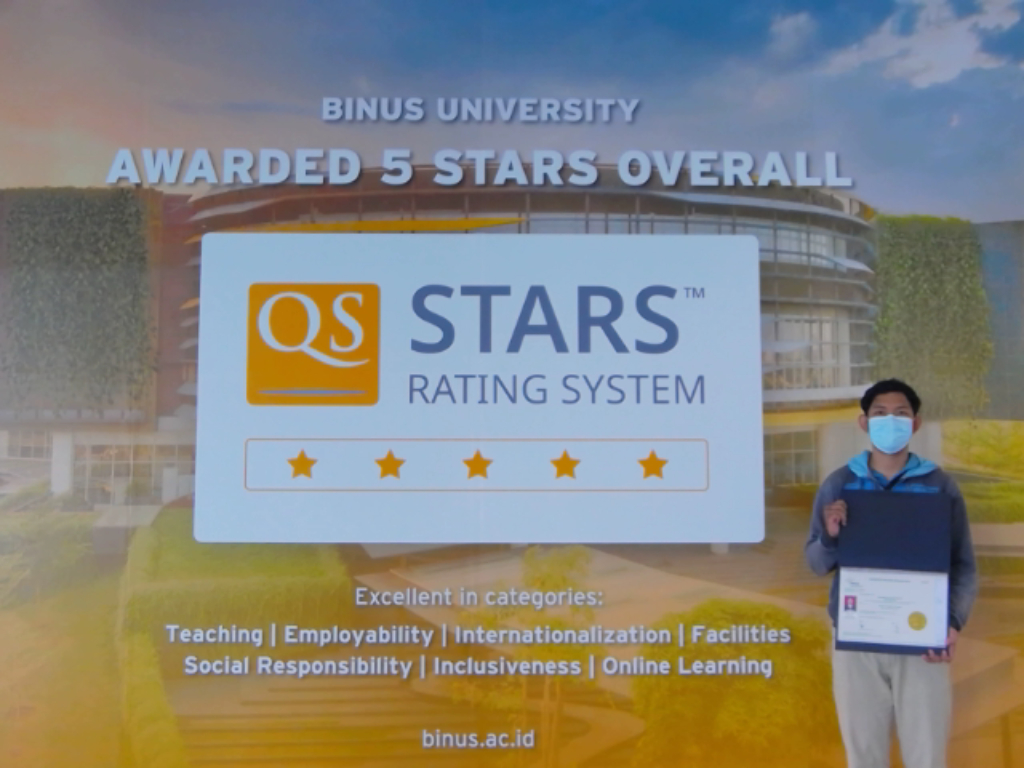 BINUS UNIVERSITY
AWARDED 5 STARS OVERALL
QS
STARS™
RATING SYSTEM
Excellent in categories:
Teaching | Employability | Internationalization | Facilities
Social Responsibility | Inclusiveness | Online Learning
binus.ac.id